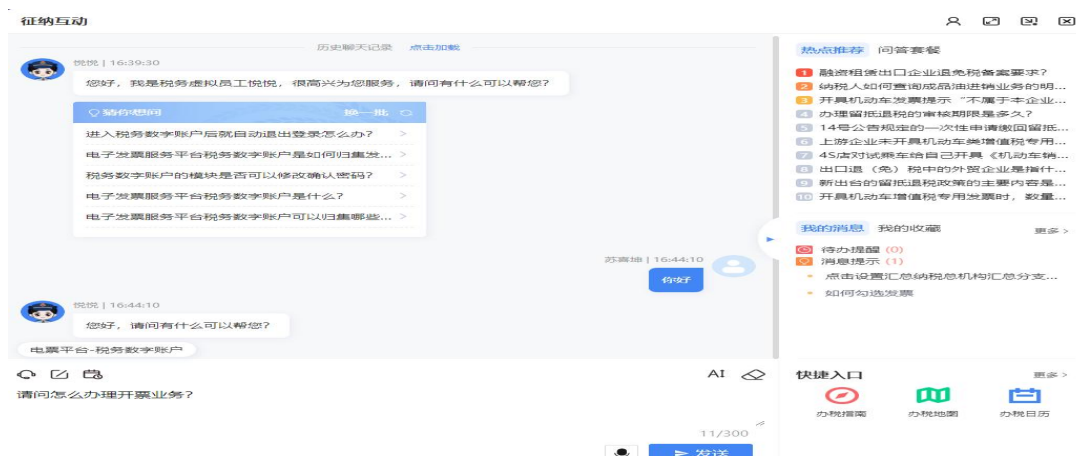 征纳互动
历史聊天记录 点击加载
悦悦 | 16:39:30
您好，我是税务虚拟员工悦悦，很高兴为您服务，请问有什么可以帮您?
猜你想问 换一批
进入税务数字账户后就自动退出登录怎么办? >
电子发票服务平台税务数字账户是如何归集发... >
税务数字账户的模块是否可以修改确认密码? >
电子发票服务平台税务数字账户是什么? >
电子发票服务平台税务数字账户可以归集哪些... >
| 16:44:10
你好
悦悦 | 16:44:10
您好，请问有什么可以帮您?
电票平台-税务数字账户
AI
请问怎么办理开票业务?
11/300
发送
热点推荐 问答套餐
1 融资租赁出口企业退免税备案要求?
2 纳税人如何查询成品油进销业务的明...
3 开具机动车发票提示“不属于本企业...
4 办理留抵退税的审核期限是多久?
5 14号公告规定的一次性申请缴回留抵...
6 上游企业未开具机动车类增值税专用...
7 4S店对试乘车给自己开具《机动车销...
8 出口退（免）税中的外贸企业是指什...
9 新出台的留抵退税政策的主要内容是...
10 开具机动车增值税专用发票时，数量...
我的消息 我的收藏 更多 >
待办提醒 (0)
消息提示 (1)
点击设置汇总纳税总机构汇总分支...
如何勾选发票
快捷入口 更多 >
办税指南 办税地图 办税日历